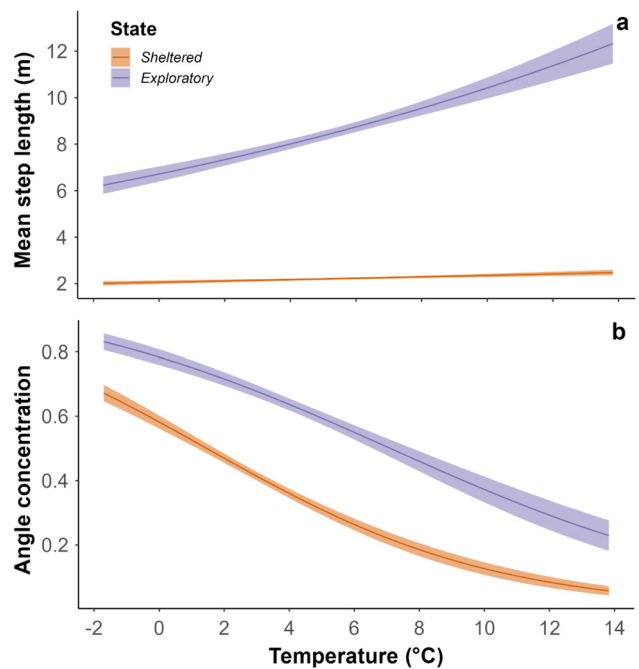 a
State
Sheltered
Exploratory
Mean step length (m)
12
10
8
6
4
2
b
Angle concentration
0.8
0.6
0.4
0.2
-2 0 2 4 6 8 10 12 14
Temperature (°C)